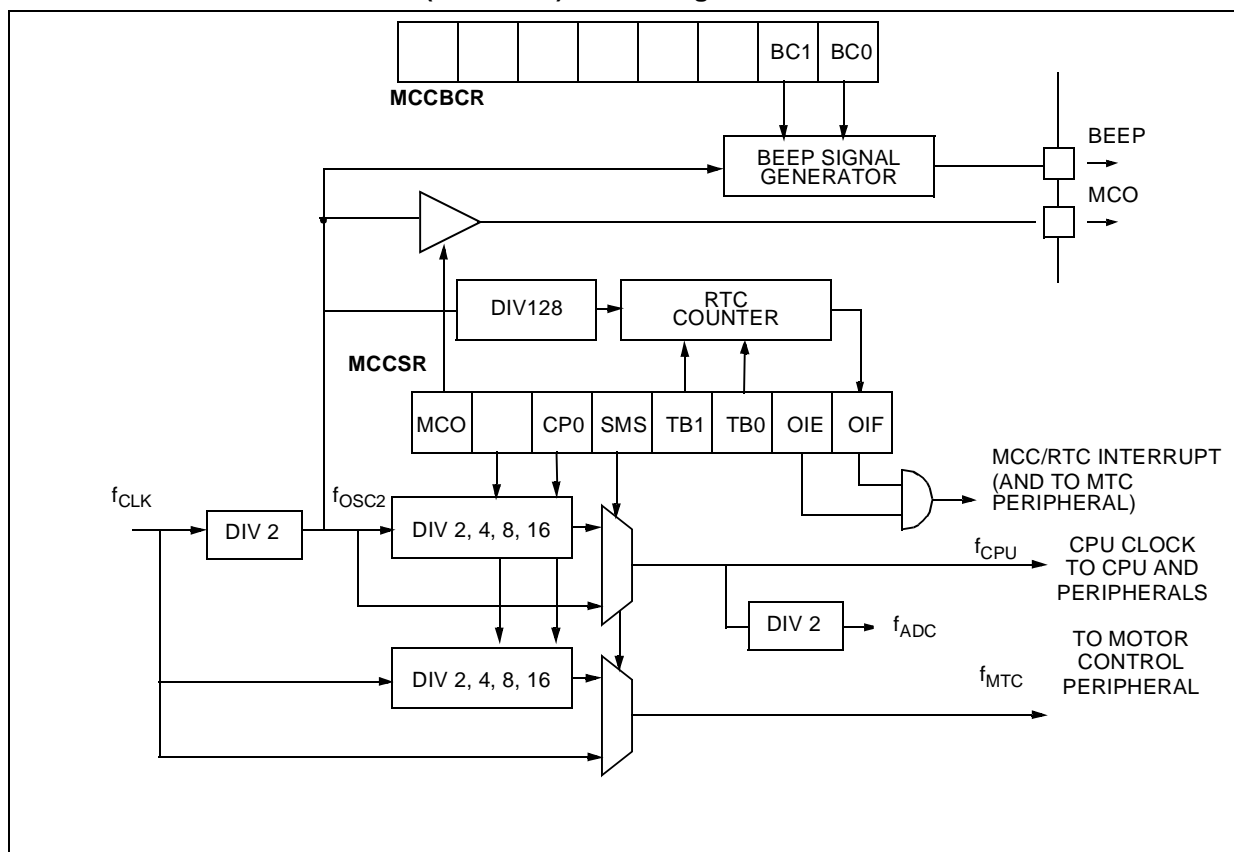 BC1 BC0
MCCBCR
BEEP SIGNAL
GENERATOR
BEEP
MCO
DIV128
RTC
COUNTER
MCCSR
MCO CP0 SMS TB1 TB0 OIE OIF
MCC/RTC INTERRUPT
(AND TO MTC
PERIPHERAL)
fCLK
DIV 2
fOSC2
DIV 2, 4, 8, 16
fCPU
CPU CLOCK
TO CPU AND
PERIPHERALS
DIV 2
fADC
DIV 2, 4, 8, 16
fMTC
TO MOTOR
CONTROL
PERIPHERAL